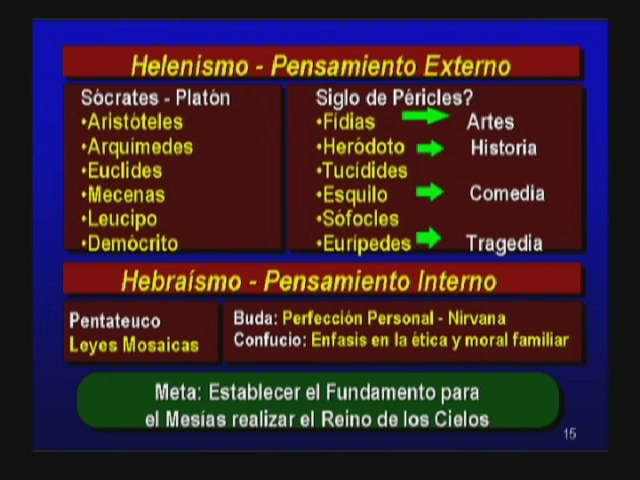 Helenismo - Pensamiento Externo
Sócrates - Platón
•Aristóteles
•Arquímedes
•Euclides
•Mecenas
•Leucipo
•Demócrito
Siglo de Péricles?
•Fidias Artes
•Heródoto Historia
•Tucídides
•Esquilo Comedia
•Sófocles
•Eurípedes Tragedia
Hebraísmo - Pensamiento Interno
Pentateuco
Leyes Mosaicas
Buda: Perfección Personal - Nirvana
Confucio: Enfasis en la ética y moral familiar
Meta: Establecer el Fundamento para
el Mesías realizar el Reino de los Cielos
15